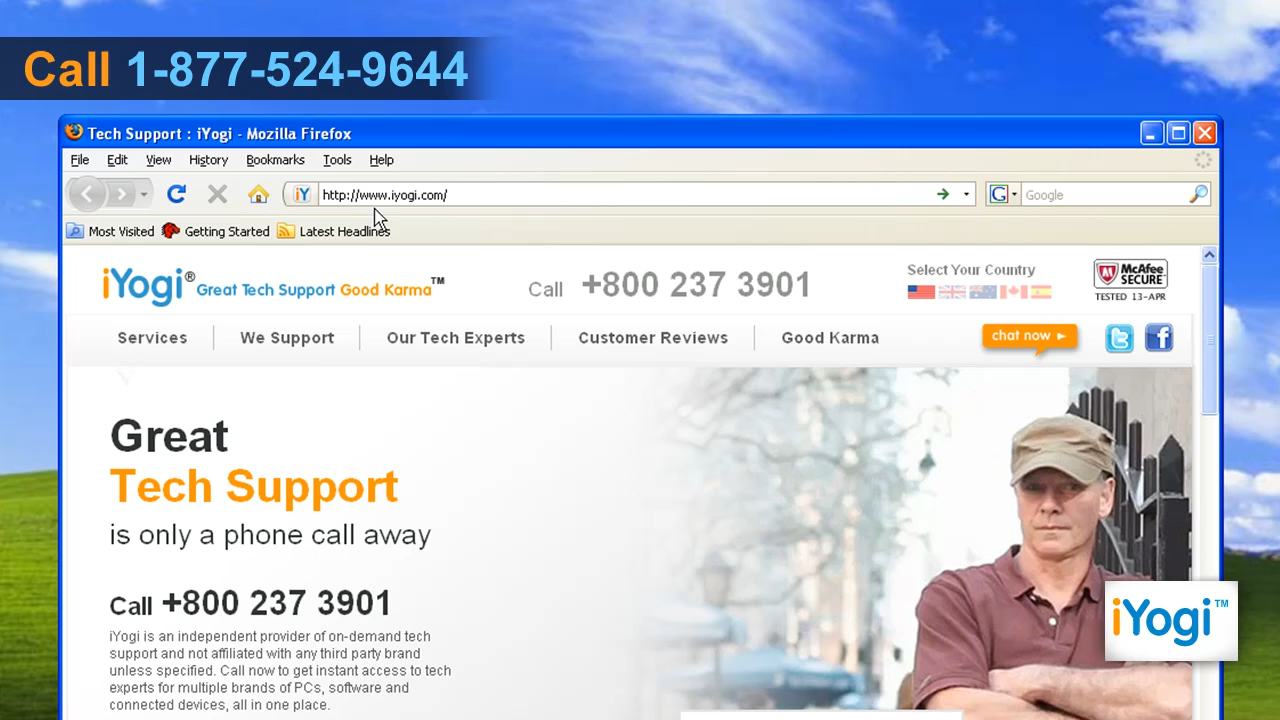 Call 1-877-524-9644
Tech Support : iYogi - Mozilla Firefox
File Edit View History Bookmarks Tools Help
iY http://www.iyogi.com/ G Google
Most Visited Getting Started Latest Headlines
iYogi® Great Tech Support Good Karma™ Call +800 237 3901 Select Your Country McAfee SECURE
TESTED 13-APR
Services We Support Our Tech Experts Customer Reviews Good Karma chat now t f
Great
Tech Support
is only a phone call away
Call +800 237 3901
iYogi is an independent provider of on-demand tech
support and not affiliated with any third party brand
unless specified. Call now to get instant access to tech
experts for multiple brands of PCs, software and
connected devices, all in one place.
iYogi™